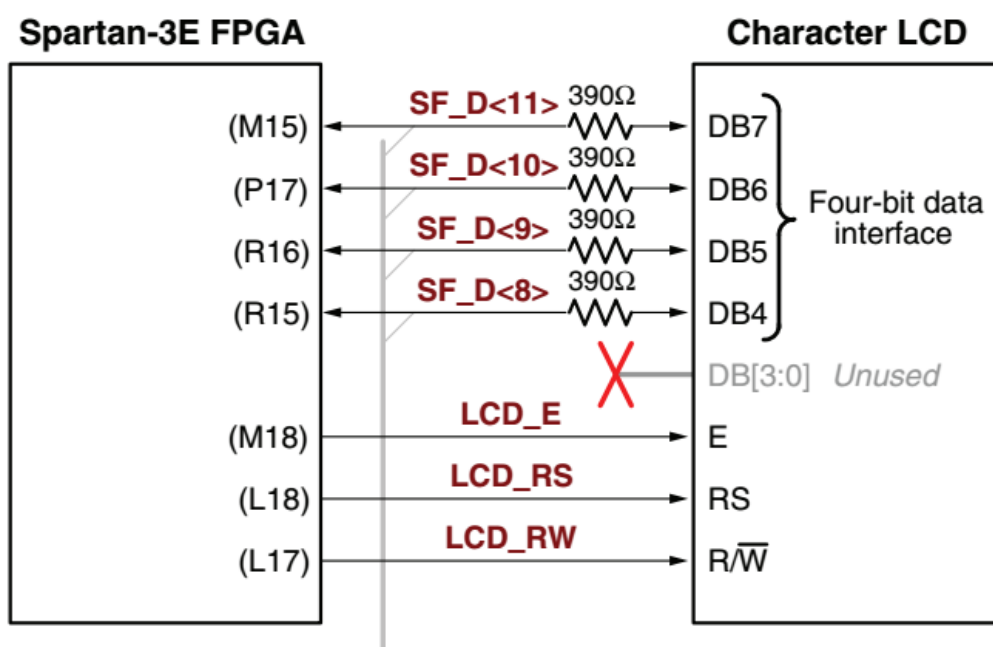 Spartan-3E FPGA
Character LCD
(M15) SF_D<11> 390Ω DB7
(P17) SF_D<10> 390Ω DB6
(R16) SF_D<9> 390Ω DB5
(R15) SF_D<8> 390Ω DB4
Four-bit data
interface
DB[3:0] Unused
(M18) LCD_E E
(L18) LCD_RS RS
(L17) LCD_RW R/W̅